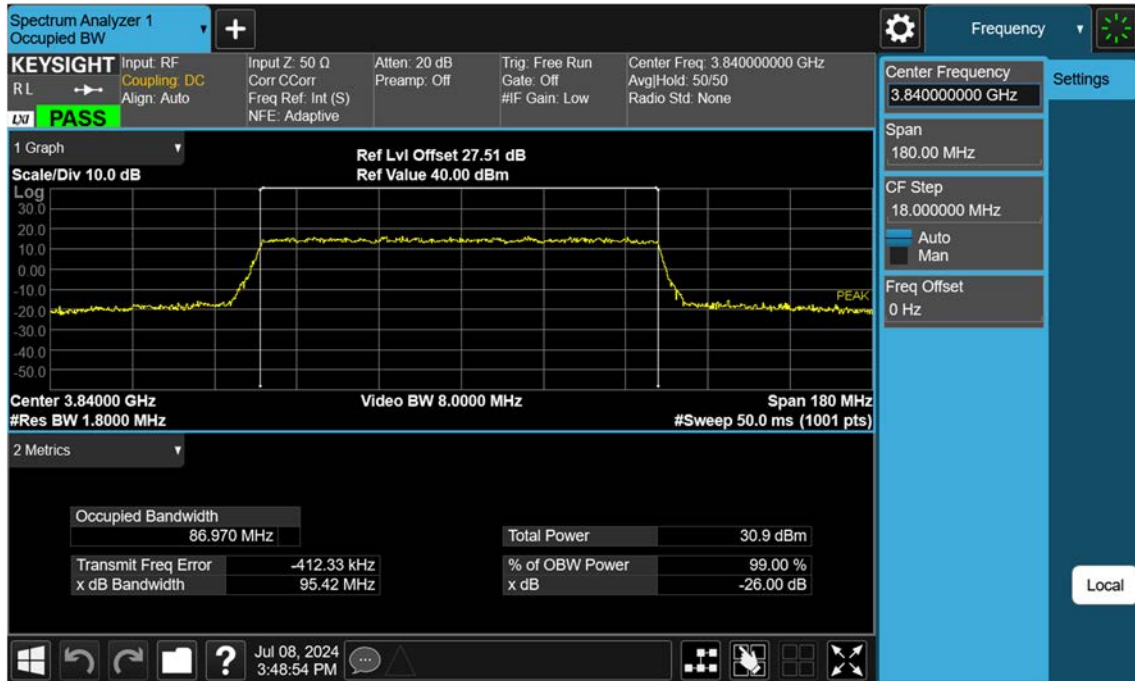 Spectrum Analyzer 1
Occupied BW
+
Frequency
KEYSIGHT
R L
LXI
PASS
Input: RF
Coupling: DC
Align: Auto
Input Z: 50 Ω
Corr CCorr
Freq Ref: Int (S)
NFE: Adaptive
Atten: 20 dB
Preamp: Off
Trig: Free Run
Gate: Off
#IF Gain: Low
Center Freq: 3.840000000 GHz
Avg|Hold: 50/50
Radio Std: None
Center Frequency
3.840000000 GHz
Settings
Span
180.00 MHz
CF Step
18.000000 MHz
Auto
Man
Freq Offset
0 Hz
Local
1 Graph
Scale/Div 10.0 dB
Ref Lvl Offset 27.51 dB
Ref Value 40.00 dBm
Log
30.0
20.0
10.0
0.00
-10.0
-20.0
-30.0
-40.0
-50.0
PEAK
Center 3.84000 GHz
#Res BW 1.8000 MHz
Video BW 8.0000 MHz
Span 180 MHz
#Sweep 50.0 ms (1001 pts)
2 Metrics
Occupied Bandwidth
86.970 MHz
Total Power 30.9 dBm
Transmit Freq Error -412.33 kHz
% of OBW Power 99.00 %
x dB Bandwidth 95.42 MHz
x dB -26.00 dB
?
Jul 08, 2024
3:48:54 PM